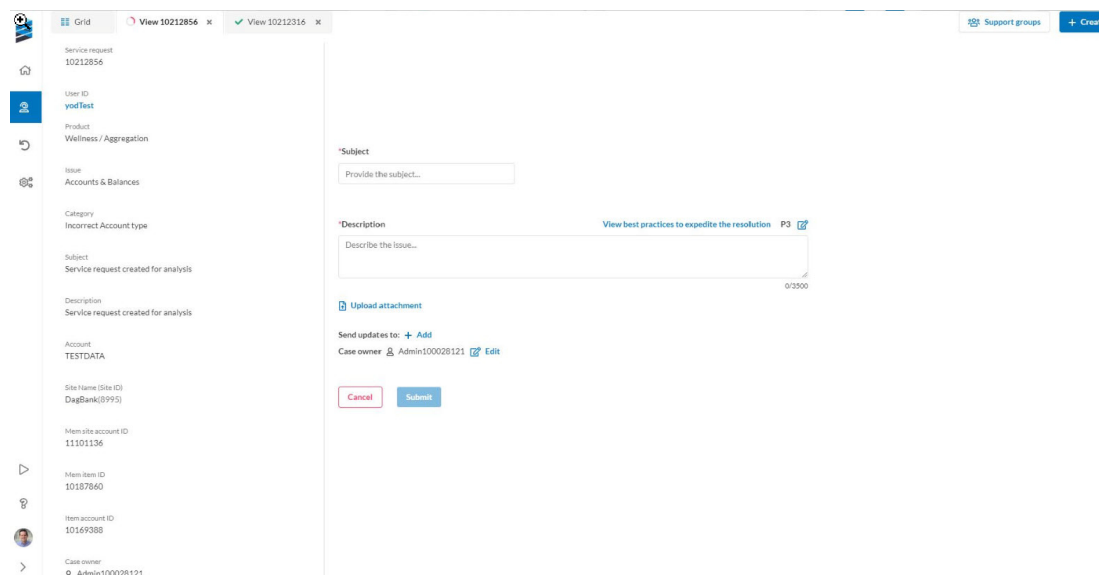 Grid
View 10212856
View 10212316
Support groups
+ Creat
Service request
10212856
User ID
yodTest
Product
Wellness / Aggregation
Issue
Accounts & Balances
Category
Incorrect Account type
Subject
Service request created for analysis
Description
Service request created for analysis
Account
TESTDATA
Site Name (Site ID)
DagBank(8995)
Mem site account ID
11101136
Mem item ID
10187860
Item account ID
10169388
Case owner
Admin100028121
*Subject
Provide the subject...
*Description View best practices to expedite the resolution P3
Describe the issue...
0/3500
Upload attachment
Send updates to: + Add
Case owner Admin100028121 Edit
Cancel Submit